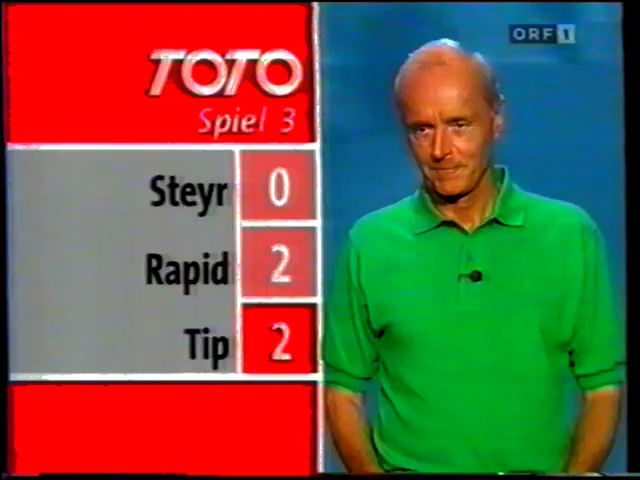 ORF 1
TOTO
Spiel 3
Steyr 0
Rapid 2
Tip 2